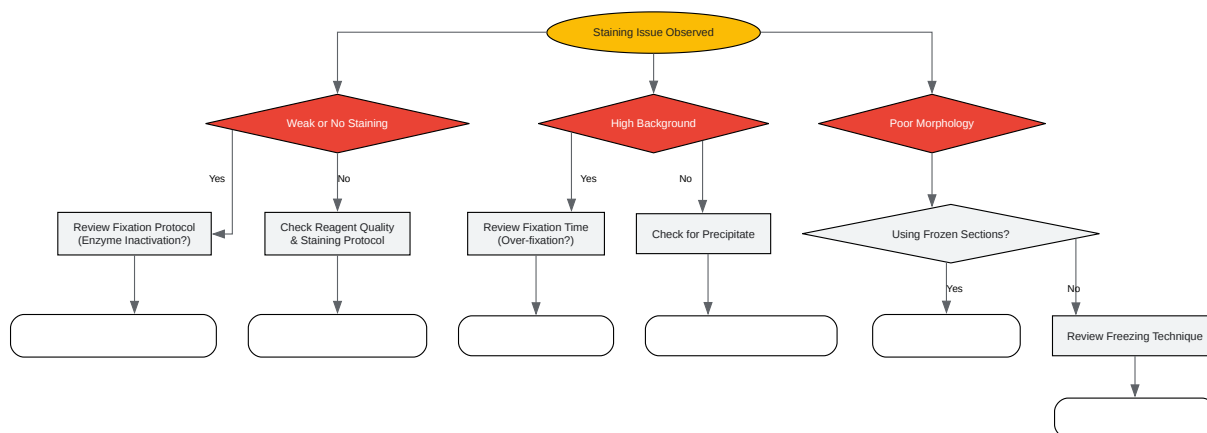 Staining Issue Observed
Weak or No Staining
High Background
Poor Morphology
Yes
No
Yes
No
Review Fixation Protocol
(Enzyme Inactivation?)
Check Reagent Quality
& Staining Protocol
Review Fixation Time
(Over-fixation?)
Check for Precipitate
Using Frozen Sections?
Yes
No
Review Freezing Technique